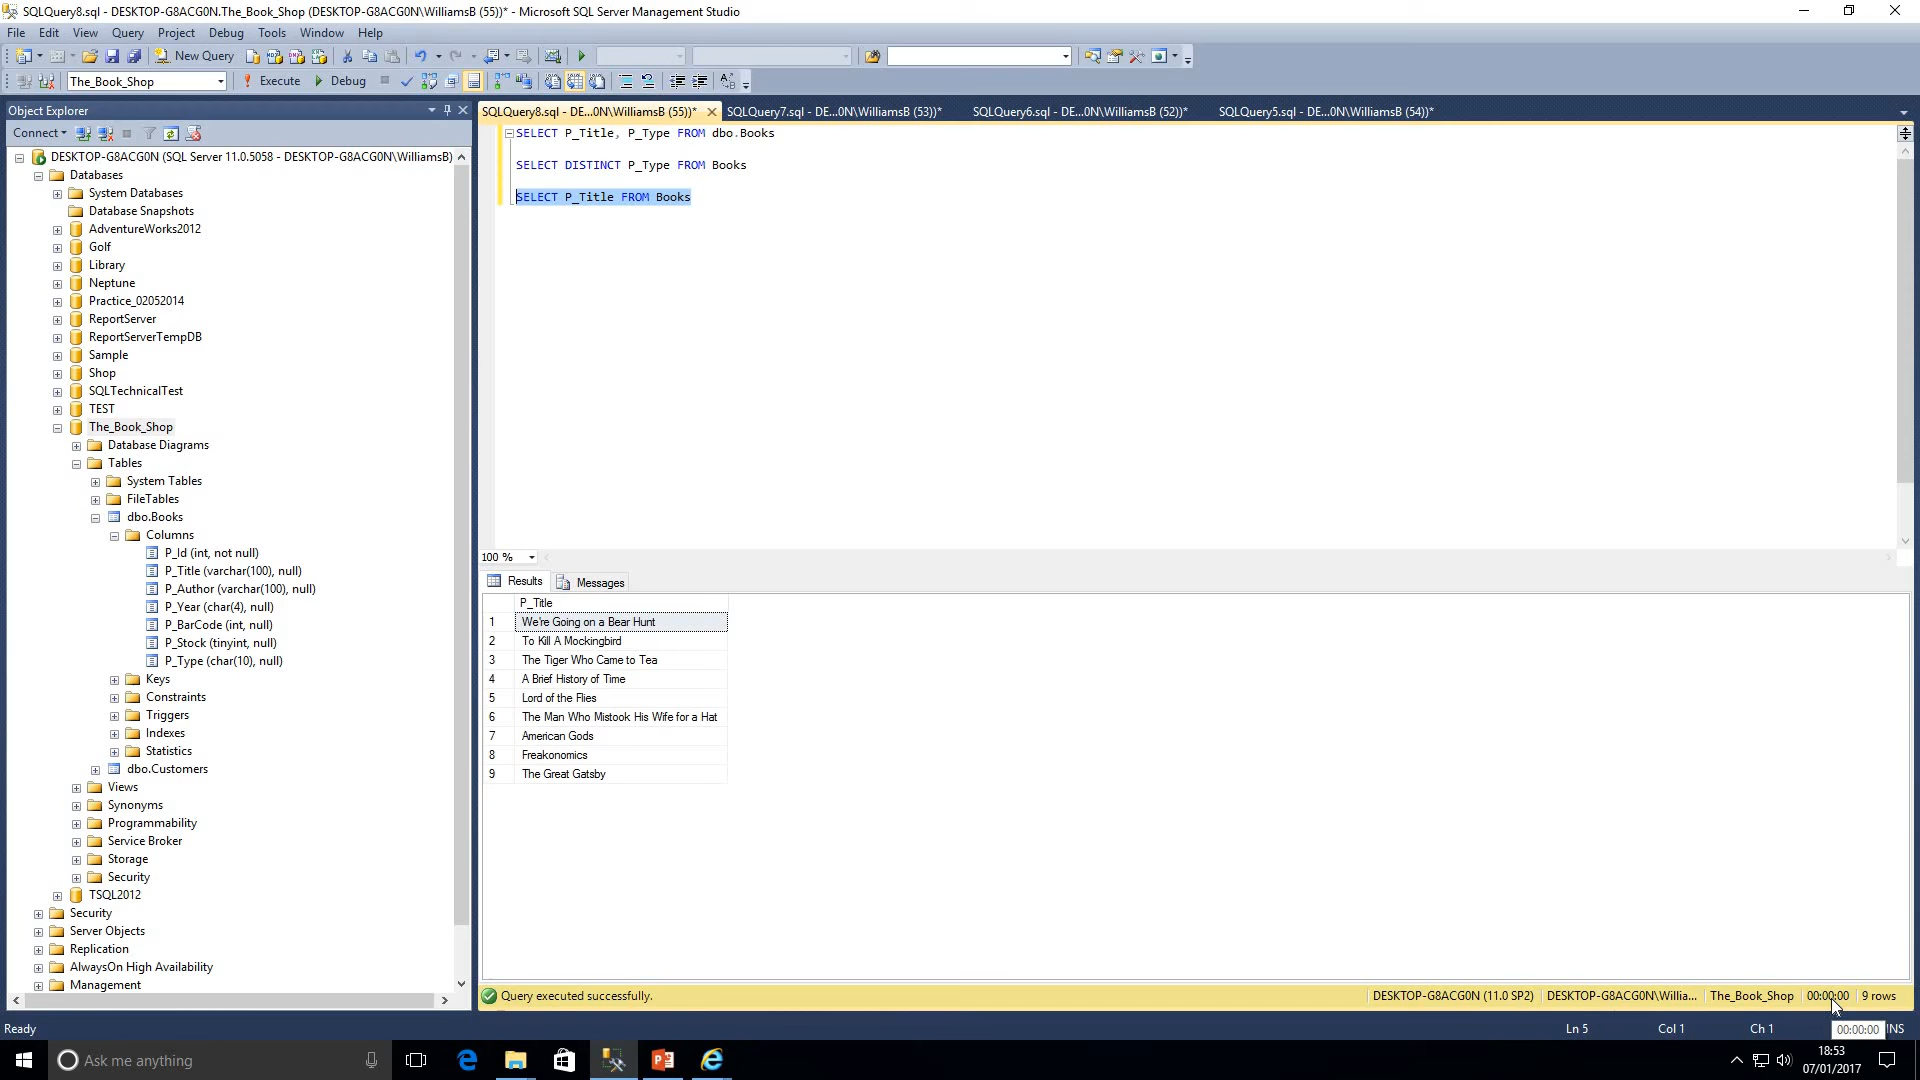 SQLQuery8.sql - DESKTOP-G8ACG0N.The_Book_Shop (DESKTOP-G8ACG0N\WilliamsB (55))* - Microsoft SQL Server Management Studio
File Edit View Query Project Debug Tools Window Help
New Query
The_Book_Shop Execute Debug
Object Explorer
Connect
DESKTOP-G8ACG0N (SQL Server 11.0.5058 - DESKTOP-G8ACG0N\WilliamsB)
Databases
System Databases
Database Snapshots
AdventureWorks2012
Golf
Library
Neptune
Practice_02052014
ReportServer
ReportServerTempDB
Sample
Shop
SQLTechnicalTest
TEST
The_Book_Shop
Database Diagrams
Tables
System Tables
FileTables
dbo.Books
Columns
P_Id (int, not null)
P_Title (varchar(100), null)
P_Author (varchar(100), null)
P_Year (char(4), null)
P_BarCode (int, null)
P_Stock (tinyint, null)
P_Type (char(10), null)
Keys
Constraints
Triggers
Indexes
Statistics
dbo.Customers
Views
Synonyms
Programmability
Service Broker
Storage
Security
TSQL2012
Security
Server Objects
Replication
AlwaysOn High Availability
Management
SQLQuery8.sql - DE...0N\WilliamsB (55))* SQLQuery7.sql - DE...0N\WilliamsB (53))* SQLQuery6.sql - DE...0N\WilliamsB (52))* SQLQuery5.sql - DE...0N\WilliamsB (54))*
SELECT P_Title, P_Type FROM dbo.Books
SELECT DISTINCT P_Type FROM Books
SELECT P_Title FROM Books
100 %
Results Messages
P_Title
1 We're Going on a Bear Hunt
2 To Kill A Mockingbird
3 The Tiger Who Came to Tea
4 A Brief History of Time
5 Lord of the Flies
6 The Man Who Mistook His Wife for a Hat
7 American Gods
8 Freakonomics
9 The Great Gatsby
Query executed successfully. DESKTOP-G8ACG0N (11.0 SP2) DESKTOP-G8ACG0N\Willia... The_Book_Shop 00:00:00 9 rows
Ready Ln 5 Col 1 Ch 1 00:00:00 INS
Ask me anything
18:53
07/01/2017